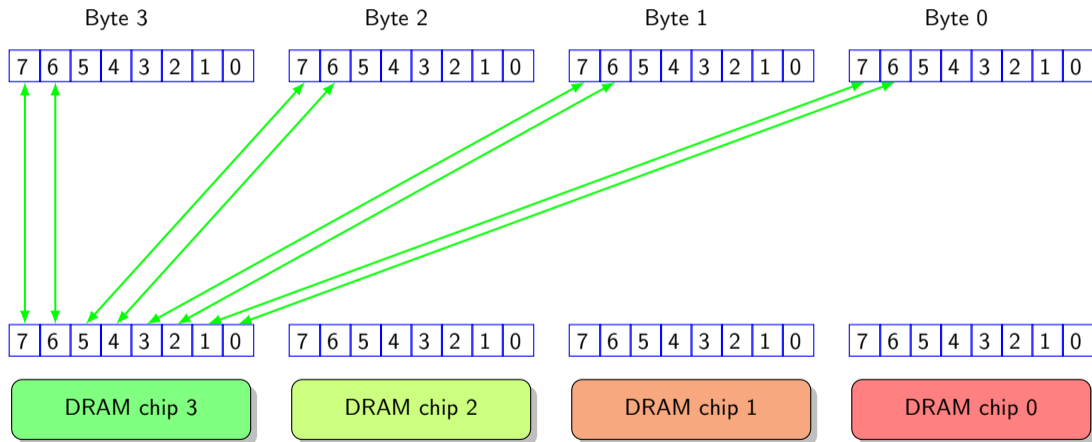 Byte 3 Byte 2 Byte 1 Byte 0
7 6 5 4 3 2 1 0 7 6 5 4 3 2 1 0 7 6 5 4 3 2 1 0 7 6 5 4 3 2 1 0
7 6 5 4 3 2 1 0 7 6 5 4 3 2 1 0 7 6 5 4 3 2 1 0 7 6 5 4 3 2 1 0
DRAM chip 3 DRAM chip 2 DRAM chip 1 DRAM chip 0